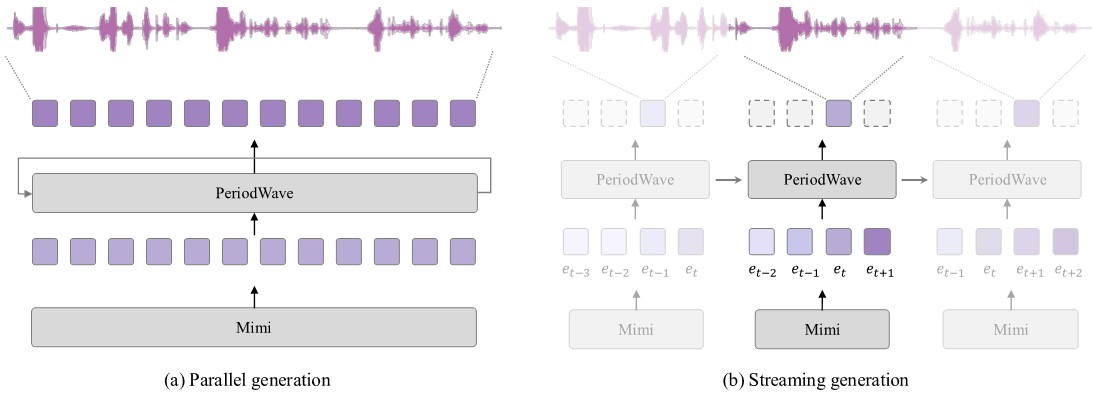 PeriodWave
Mimi
(a) Parallel generation
PeriodWave PeriodWave PeriodWave
e_{t-3} e_{t-2} e_{t-1} e_t e_{t-2} e_{t-1} e_t e_{t+1} e_{t-1} e_t e_{t+1} e_{t+2}
Mimi Mimi Mimi
(b) Streaming generation